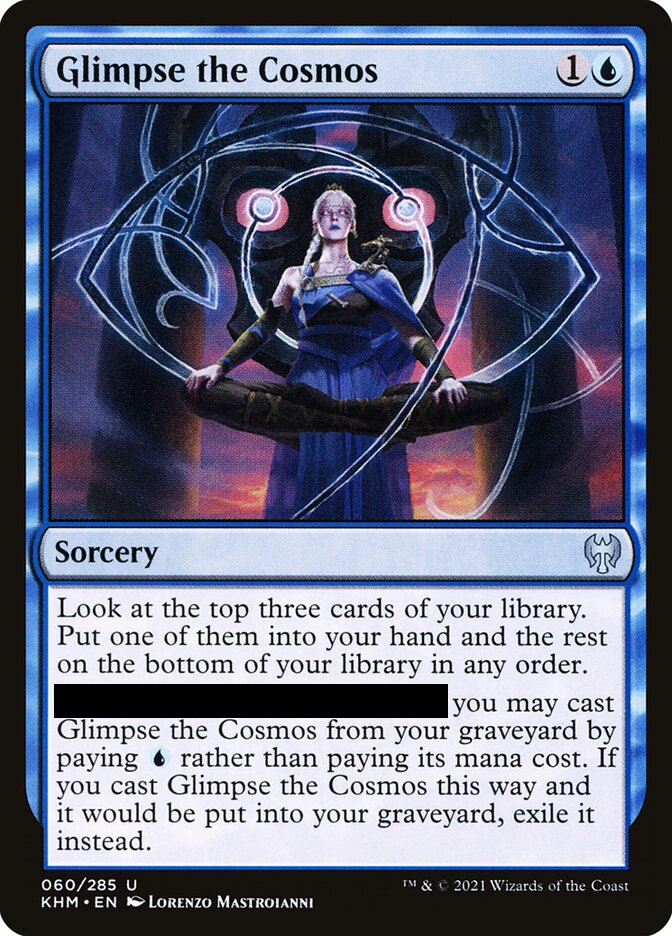 Glimpse the Cosmos 1
Sorcery
Look at the top three cards of your library.
Put one of them into your hand and the rest
on the bottom of your library in any order.
you may cast
Glimpse the Cosmos from your graveyard by
paying rather than paying its mana cost. If
you cast Glimpse the Cosmos this way and
it would be put into your graveyard, exile it
instead.
060/285 U
KHM • EN Lorenzo Mastroianni
™ & © 2021 Wizards of the Coast